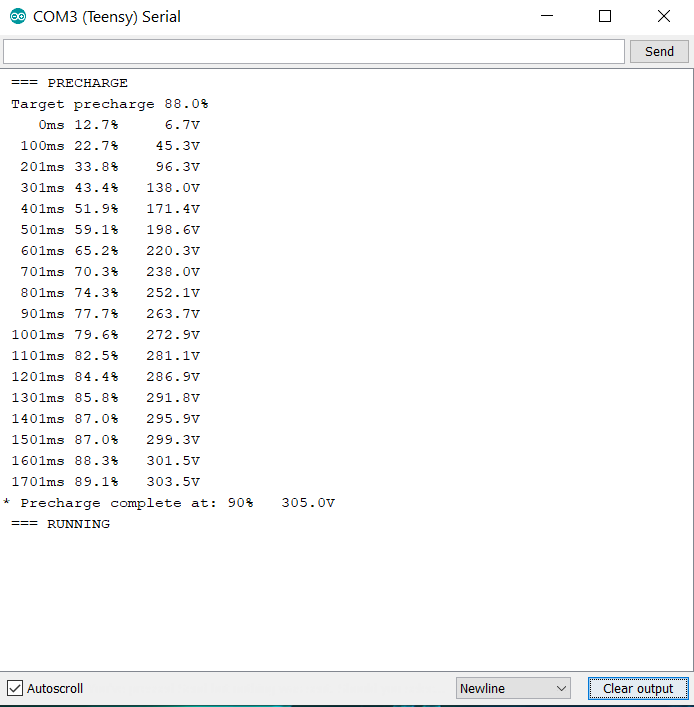 COM3 (Teensy) Serial
Send
=== PRECHARGE
Target precharge 88.0%
0ms 12.7% 6.7V
100ms 22.7% 45.3V
201ms 33.8% 96.3V
301ms 43.4% 138.0V
401ms 51.9% 171.4V
501ms 59.1% 198.6V
601ms 65.2% 220.3V
701ms 70.3% 238.0V
801ms 74.3% 252.1V
901ms 77.7% 263.7V
1001ms 79.6% 272.9V
1101ms 82.5% 281.1V
1201ms 84.4% 286.9V
1301ms 85.8% 291.8V
1401ms 87.0% 295.9V
1501ms 87.0% 299.3V
1601ms 88.3% 301.5V
1701ms 89.1% 303.5V
* Precharge complete at: 90% 305.0V
=== RUNNING
Autoscroll Newline Clear output